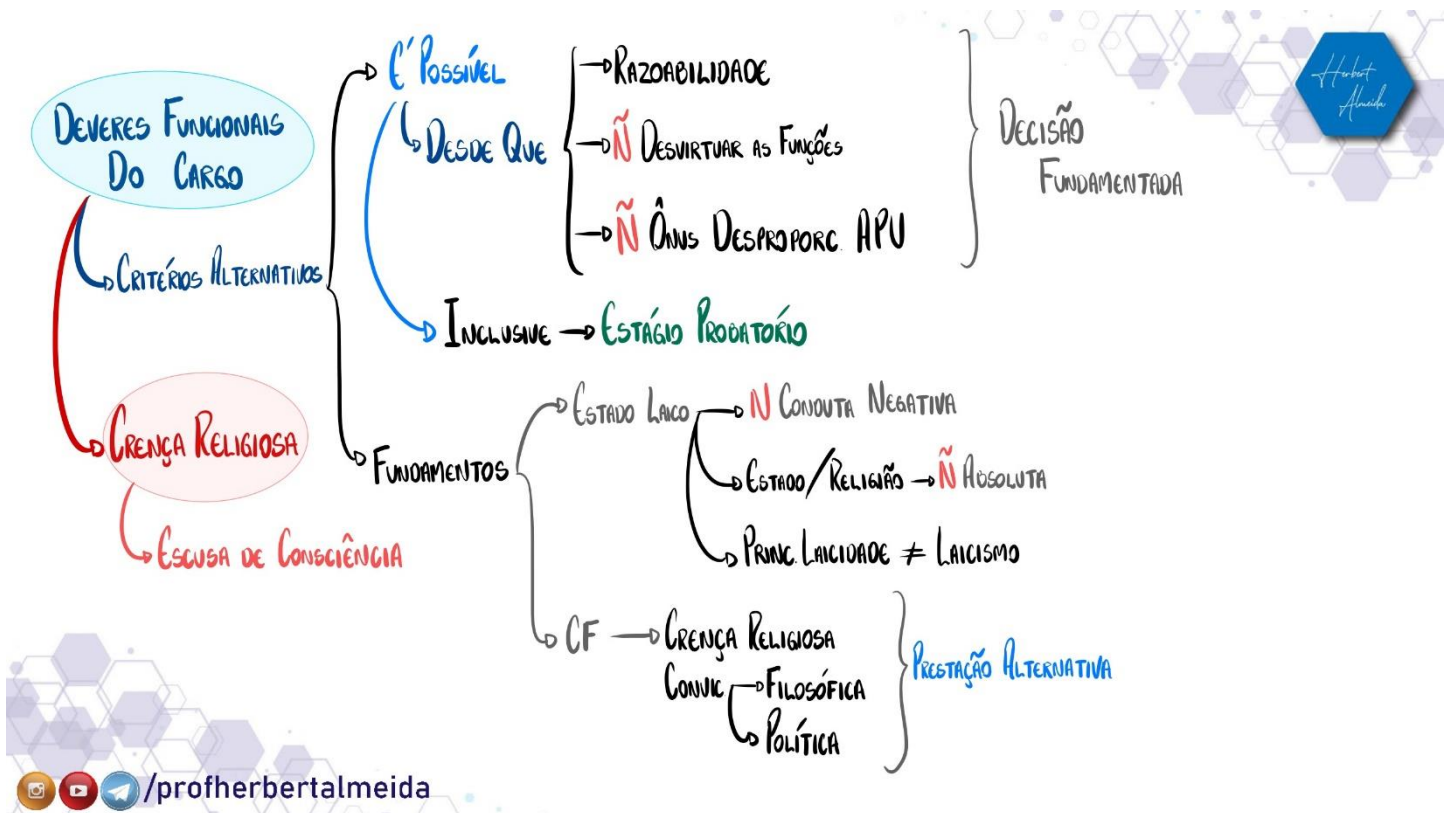 DEVERES FUNCIONAIS
DO CARGO
CRITÉRIOS ALTERNATIVOS
CRENÇA RELIGIOSA
ESCUSA DE CONSCIÊNCIA
É POSSÍVEL
DESDE QUE
RAZOABILIDADE
Ñ DESVIRTUAR AS FUNÇÕES
Ñ ÔNUS DESPROPORC. APU
DECISÃO
FUNDAMENTADA
INCLUSIVE → ESTÁGIO PROBATÓRIO
FUNDAMENTOS
ESTADO LAICO
N CONDUTA NEGATIVA
ESTADO/RELIGIÃO → Ñ ABSOLUTA
PRINC. LAICIDADE ≠ LAICISMO
CF → CRENÇA RELIGIOSA
CONVIC → FILOSÓFICA
POLÍTICA
PRESTAÇÃO ALTERNATIVA
Herbert
Almeida
/profherbertalmeida